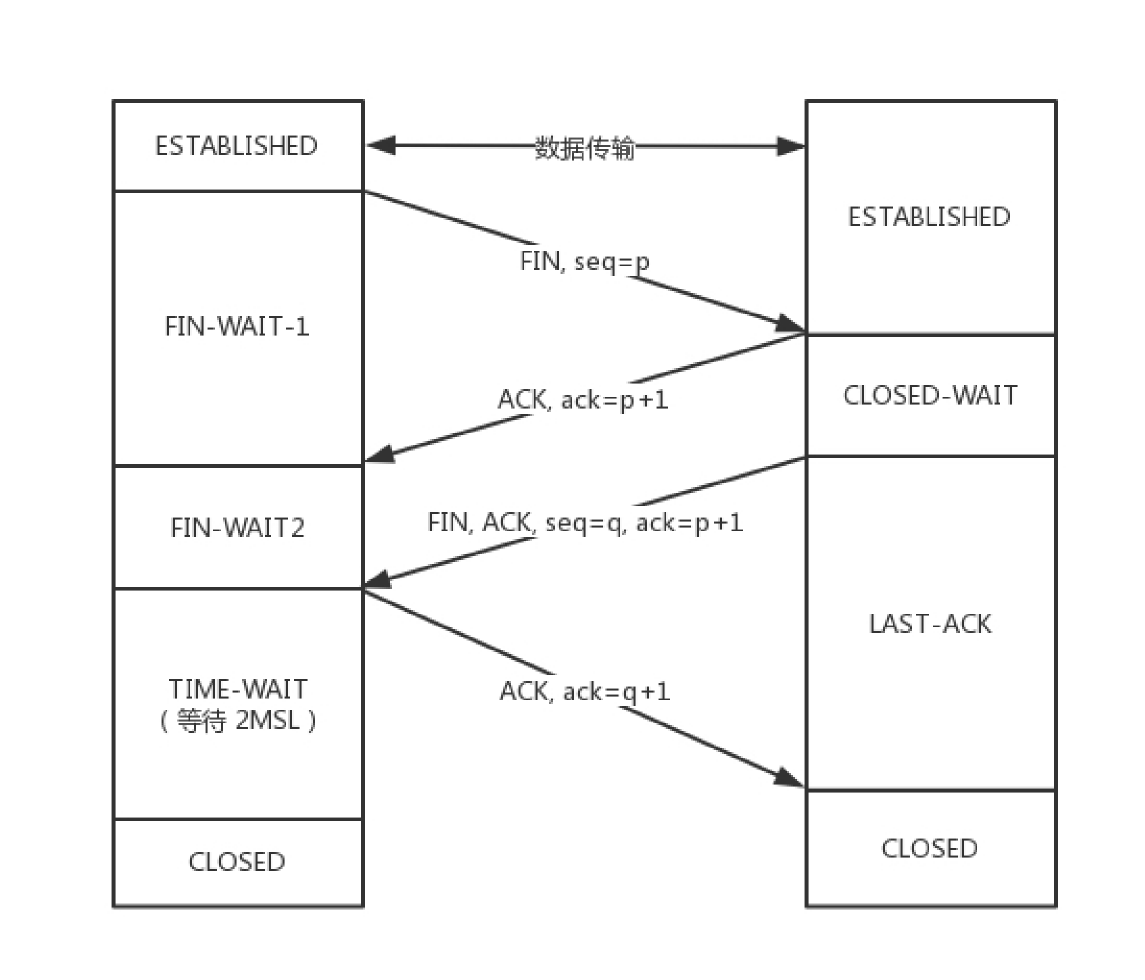 ESTABLISHED
数据传输
ESTABLISHED
FIN, seq=p
FIN-WAIT-1
ACK, ack=p+1
CLOSED-WAIT
FIN-WAIT2
FIN, ACK, seq=q, ack=p+1
LAST-ACK
TIME-WAIT
（等待 2MSL）
ACK, ack=q+1
CLOSED
CLOSED